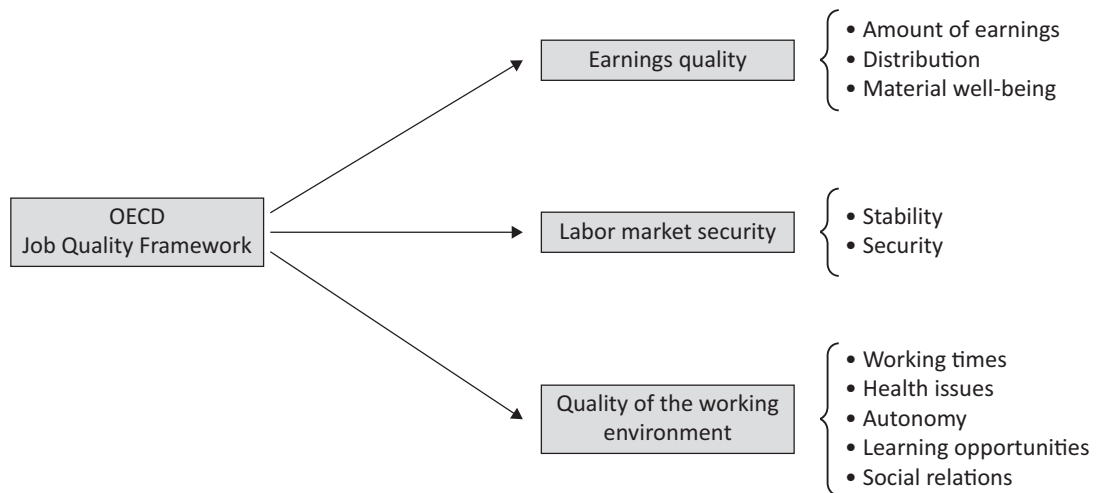 OECD
Job Quality Framework
Earnings quality
• Amount of earnings
• Distribution
• Material well-being
Labor market security
• Stability
• Security
Quality of the working
environment
• Working times
• Health issues
• Autonomy
• Learning opportunities
• Social relations